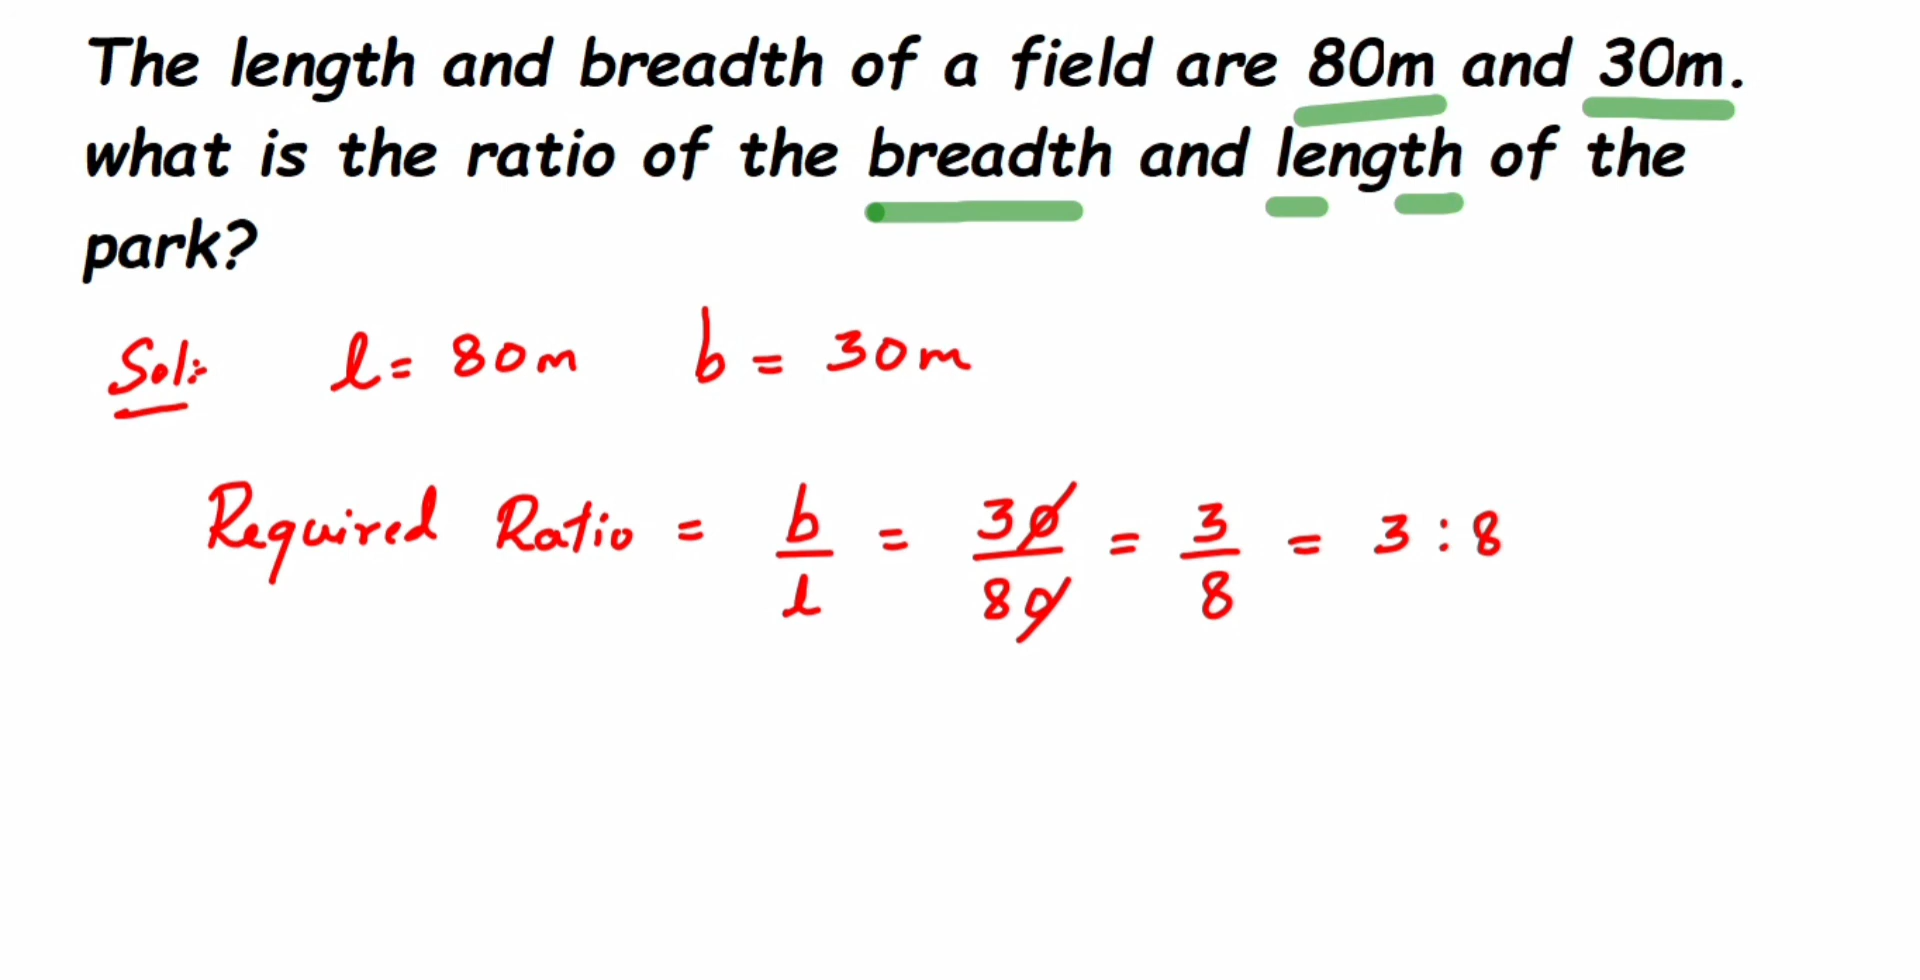 The length and breadth of a field are 80m and 30m.
what is the ratio of the breadth and length of the
park?
Sol:- l = 80m b = 30m
Required Ratio = b/l = 30/80 = 3/8 = 3 : 8